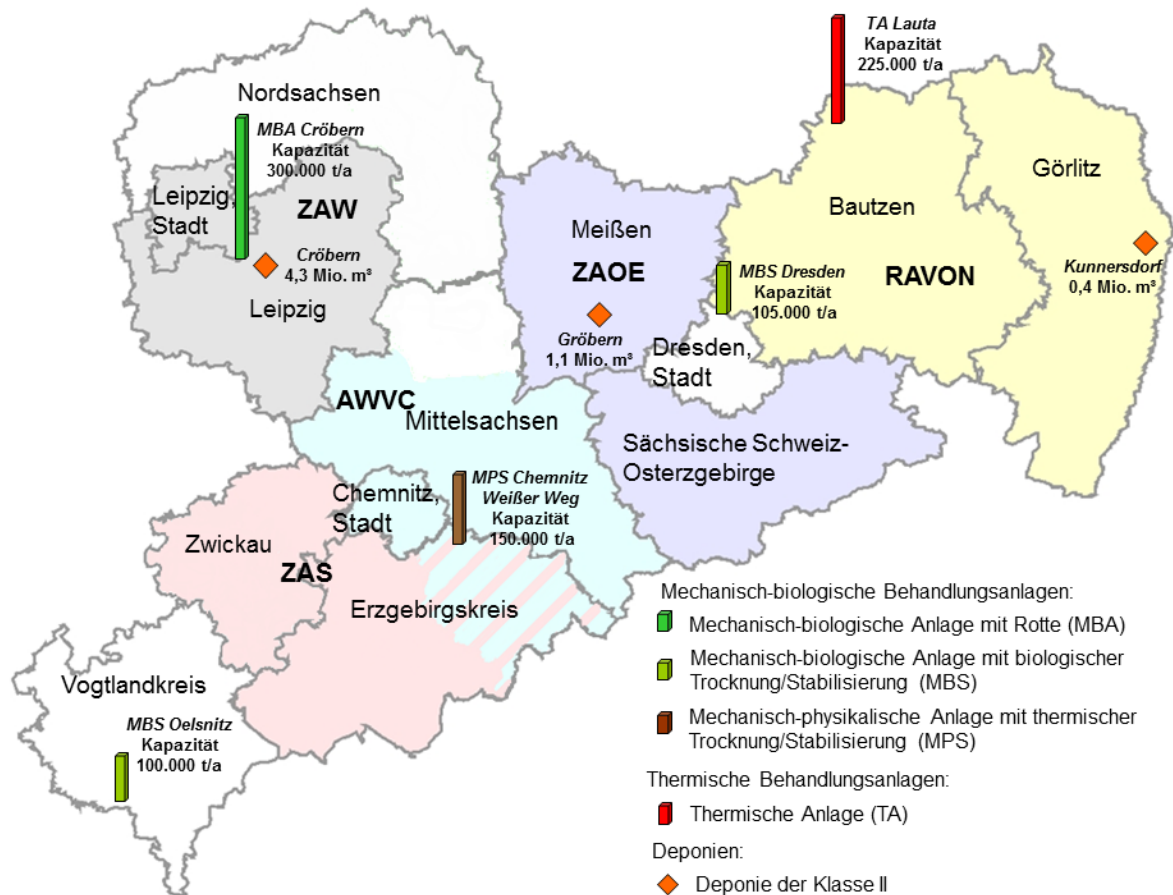 TA Lauta
Kapazität
225.000 t/a
Nordsachsen
MBA Cröbern
Kapazität
300.000 t/a
Leipzig,
Stadt
ZAW
Cröbern
4,3 Mio. m³
Leipzig
Meißen
ZAOE
Gröbern
1,1 Mio. m³
MBS Dresden
Kapazität
105.000 t/a
Dresden,
Stadt
Bautzen
RAVON
Görlitz
Kunnersdorf
0,4 Mio. m³
AWVC
Mittelsachsen
Sächsische Schweiz-
Osterzgebirge
MPS Chemnitz
Weißer Weg
Kapazität
150.000 t/a
Chemnitz,
Stadt
Zwickau
ZAS
Erzgebirgskreis
Vogtlandkreis
MBS Oelsnitz
Kapazität
100.000 t/a
Mechanisch-biologische Behandlungsanlagen:
Mechanisch-biologische Anlage mit Rotte (MBA)
Mechanisch-biologische Anlage mit biologischer
Trocknung/Stabilisierung (MBS)
Mechanisch-physikalische Anlage mit thermischer
Trocknung/Stabilisierung (MPS)
Thermische Behandlungsanlagen:
Thermische Anlage (TA)
Deponien:
Deponie der Klasse II